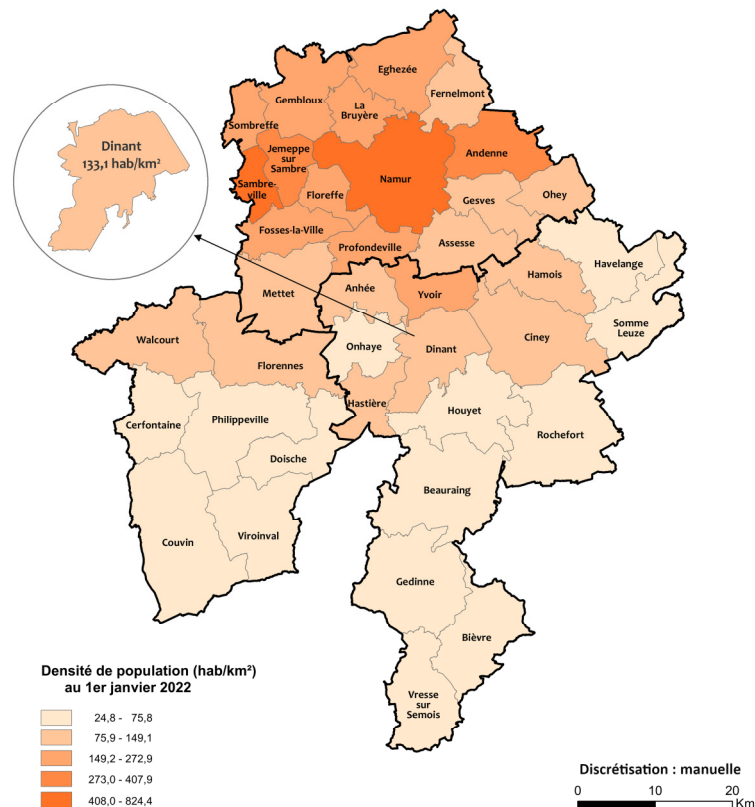 Eghezée
Gembloux
Fernelmont
La
Bruyère
Sombreffe
Dinant
133,1 hab/km²
Jemeppe
sur
Sambre
Andenne
Namur
Sambre-
ville
Floreffe
Gesves
Ohey
Fosses-la-Ville
Profondeville
Assesse
Havelange
Hamois
Mettet
Anhée
Yvoir
Somme
Leuze
Walcourt
Onhaye
Dinant
Ciney
Florennes
Hastière
Houyet
Cerfontaine
Philippeville
Rochefort
Doische
Beauraing
Couvin
Viroinval
Gedinne
Bièvre
Vresse
sur
Semois
Densité de population (hab/km²)
au 1er janvier 2022
24,8 - 75,8
75,9 - 149,1
149,2 - 272,9
273,0 - 407,9
408,0 - 824,4
Discrétisation : manuelle
0 10 20
Km